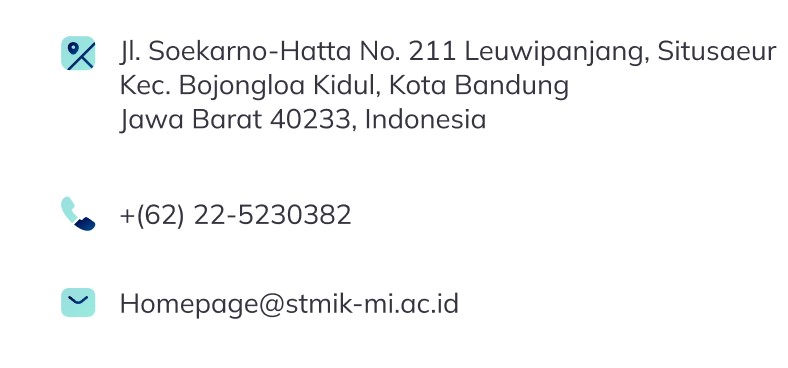 Jl. Soekarno-Hatta No. 211 Leuwipanjang, Situsaeur
Kec. Bojongloa Kidul, Kota Bandung
Jawa Barat 40233, Indonesia
+(62) 22-5230382
Homepage@stmik-mi.ac.id